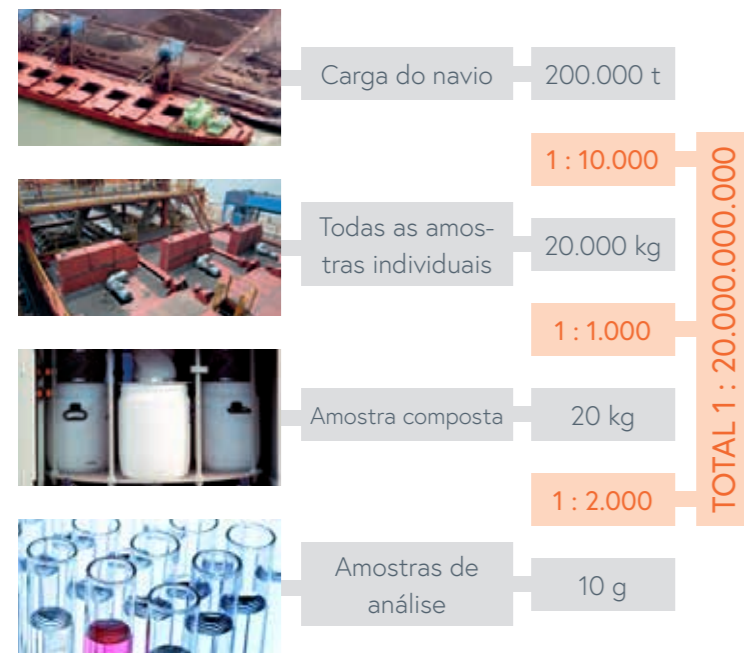 Carga do navio
200.000 t
1 : 10.000
Todas as amos-
tras individuais
20.000 kg
1 : 1.000
Amostra composta
20 kg
1 : 2.000
Amostras de
análise
10 g
TOTAL 1 : 20.000.000.000